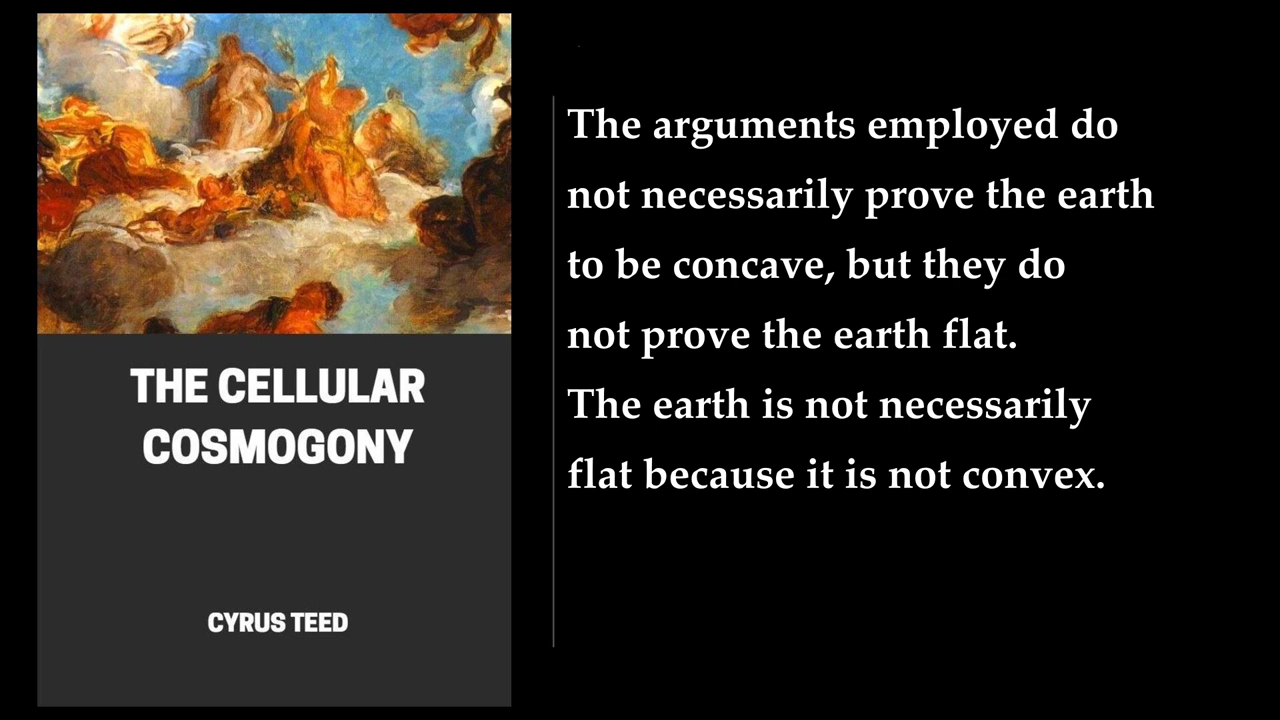 THE CELLULAR
COSMOGONY
CYRUS TEED
The arguments employed do
not necessarily prove the earth
to be concave, but they do
not prove the earth flat.
The earth is not necessarily
flat because it is not convex.